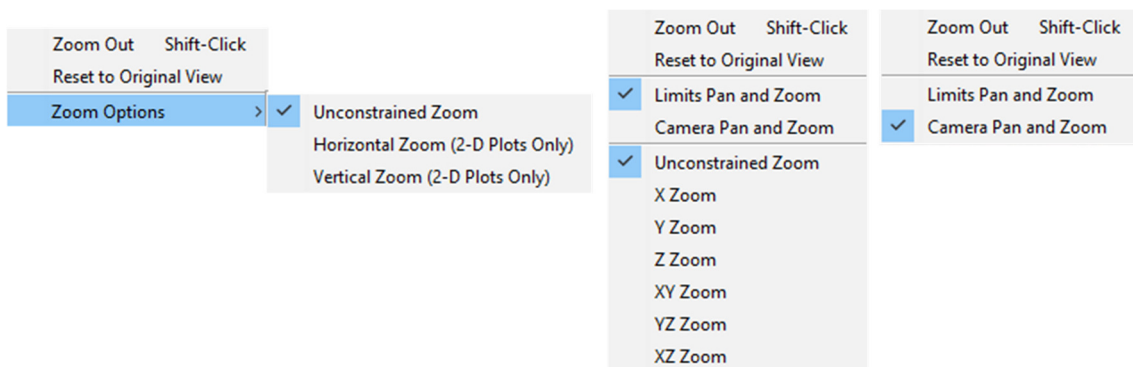 Zoom Out Shift-Click
Reset to Original View
Zoom Options >
Unconstrained Zoom
Horizontal Zoom (2-D Plots Only)
Vertical Zoom (2-D Plots Only)
Zoom Out Shift-Click
Reset to Original View
Limits Pan and Zoom
Camera Pan and Zoom
Unconstrained Zoom
X Zoom
Y Zoom
Z Zoom
XY Zoom
YZ Zoom
XZ Zoom
Zoom Out Shift-Click
Reset to Original View
Limits Pan and Zoom
Camera Pan and Zoom